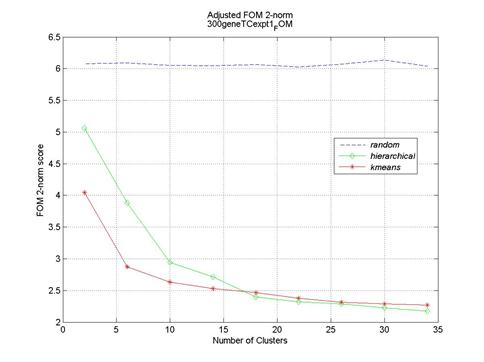 Adjusted FOM 2-norm
300geneTCexpt1FOM
6.5
6
5.5
5
4.5
4
3.5
3
2.5
2
FOM 2-norm score
random
hierarchical
kmeans
0 5 10 15 20 25 30 35
Number of Clusters